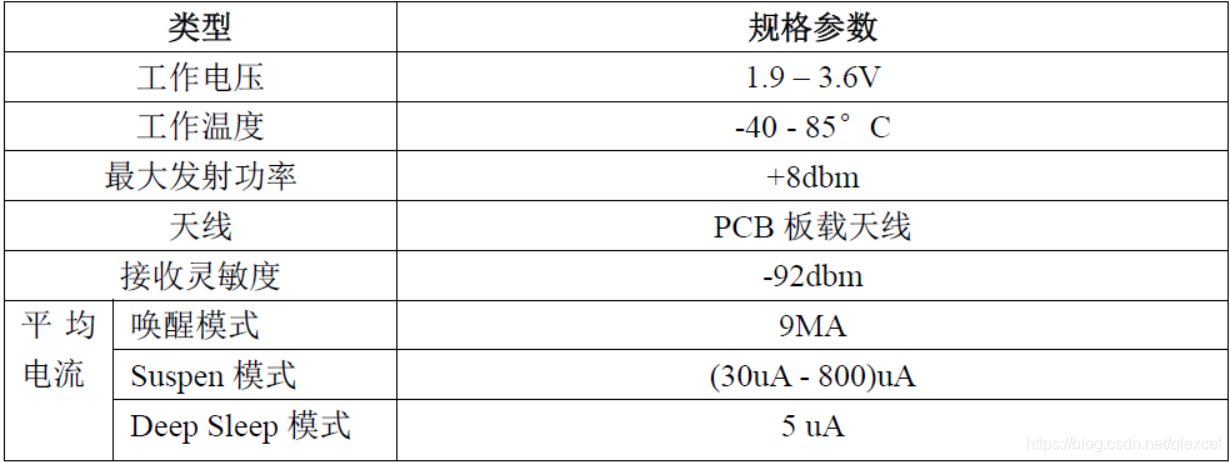 类型 规格参数
工作电压 1.9 – 3.6V
工作温度 -40 - 85°C
最大发射功率 +8dbm
天线 PCB 板载天线
接收灵敏度 -92dbm
平均 唤醒模式 9MA
电流 Suspen 模式 (30uA - 800)uA
Deep Sleep 模式 5 uA
https://blog.csdn.net/qlexcel